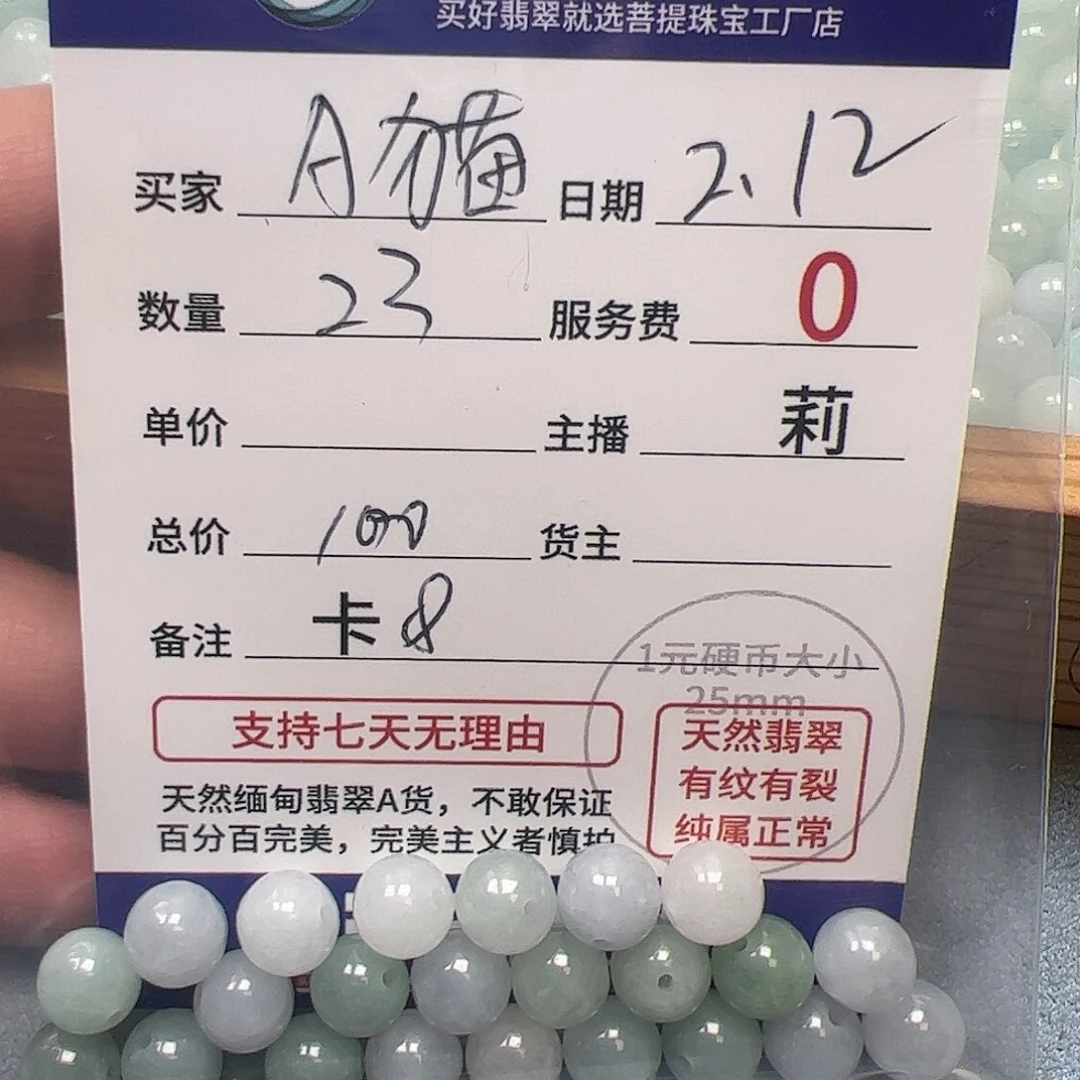 买好翡翠就选菩提珠宝工厂店
买家 A猫 日期 2.12
数量 23 服务费 0
单价 主播 莉
总价 100 货主
备注 卡8
1元硬币大小
25mm
支持七天无理由
天然翡翠
有纹有裂
纯属正常
天然缅甸翡翠A货，不敢保证
百分百完美，完美主义者慎拍